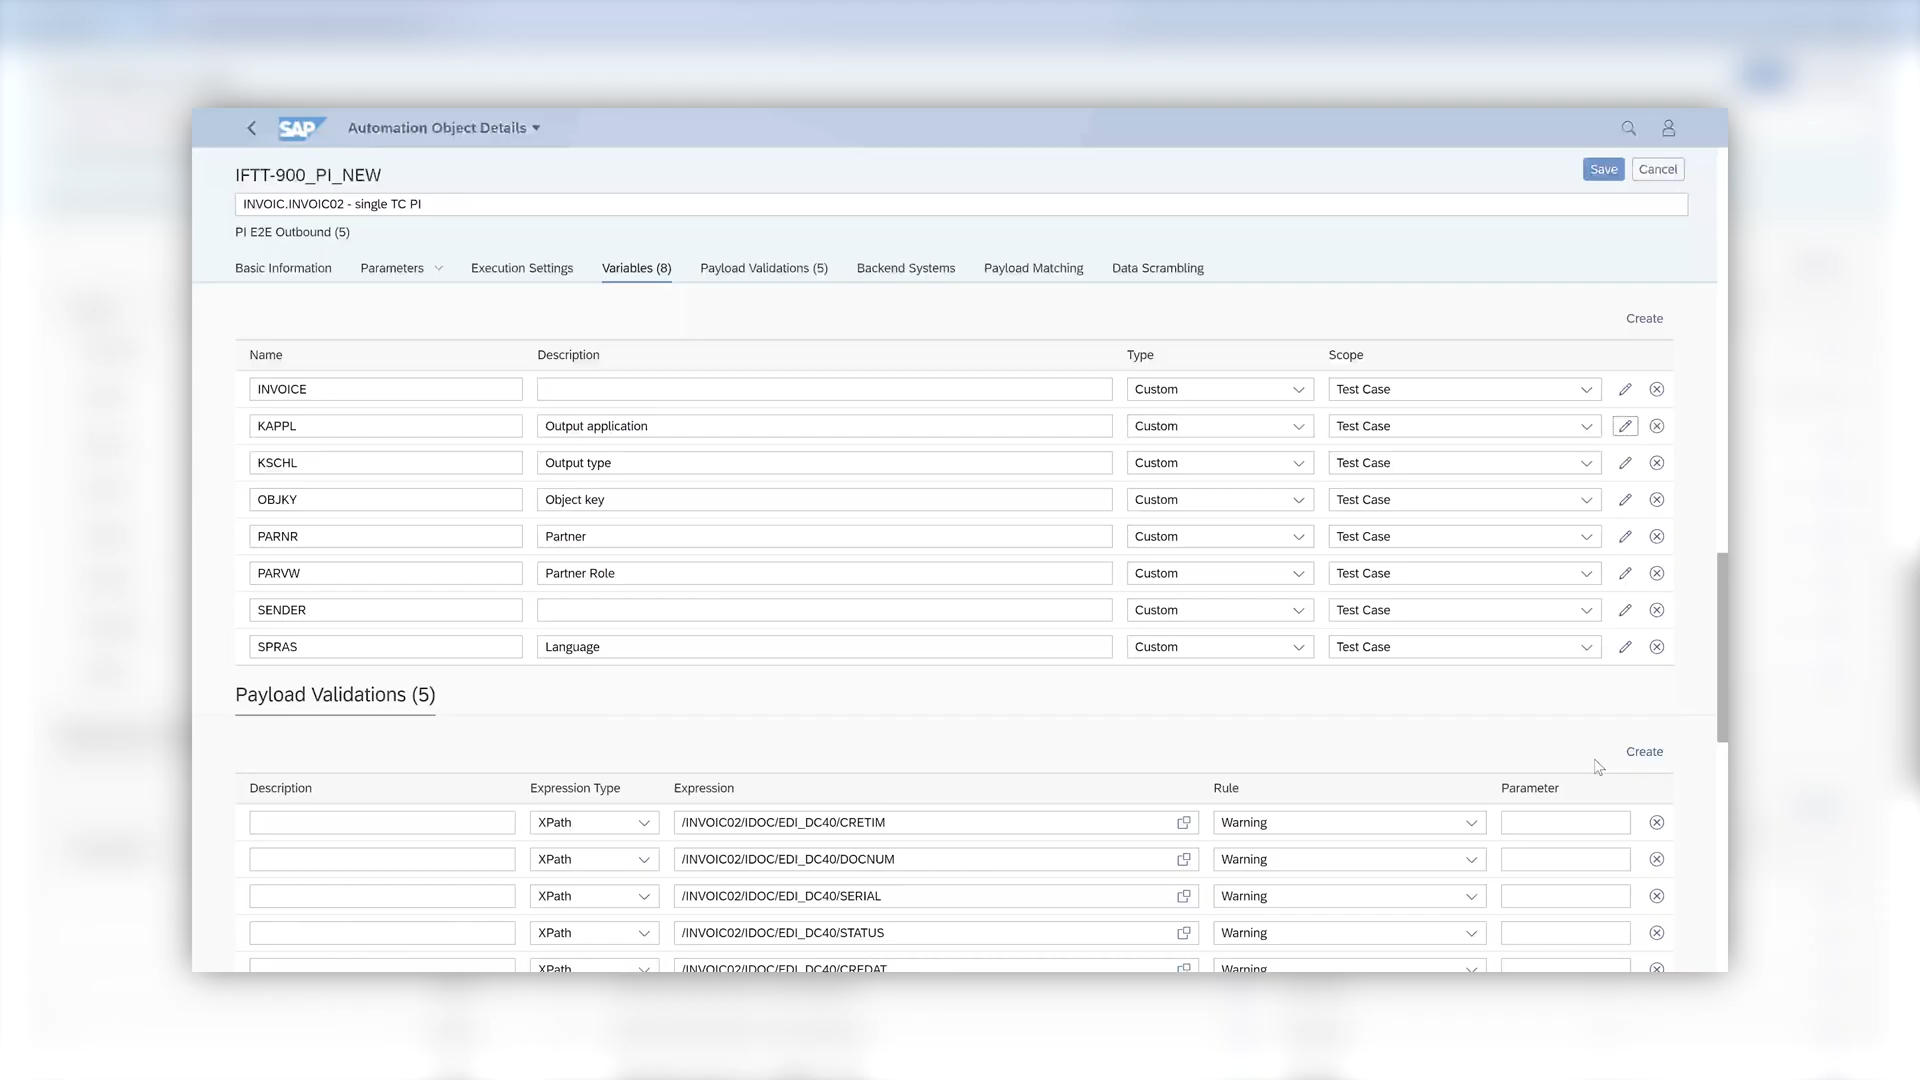 SAP Automation Object Details
IFTT-900_PI_NEW
Save Cancel
INVOIC.INVOIC02 - single TC PI
PI E2E Outbound (5)
Basic Information Parameters Execution Settings Variables (8) Payload Validations (5) Backend Systems Payload Matching Data Scrambling
Create
Name Description Type Scope
INVOICE Custom Test Case
KAPPL Output application Custom Test Case
KSCHL Output type Custom Test Case
OBJKY Object key Custom Test Case
PARNR Partner Custom Test Case
PARVW Partner Role Custom Test Case
SENDER Custom Test Case
SPRAS Language Custom Test Case
Payload Validations (5)
Create
Description Expression Type Expression Rule Parameter
XPath /INVOIC02/IDOC/EDI_DC40/CRETIM Warning
XPath /INVOIC02/IDOC/EDI_DC40/DOCNUM Warning
XPath /INVOIC02/IDOC/EDI_DC40/SERIAL Warning
XPath /INVOIC02/IDOC/EDI_DC40/STATUS Warning
XPath /INVOIC02/IDOC/EDI_DC40/CREDAT Warning